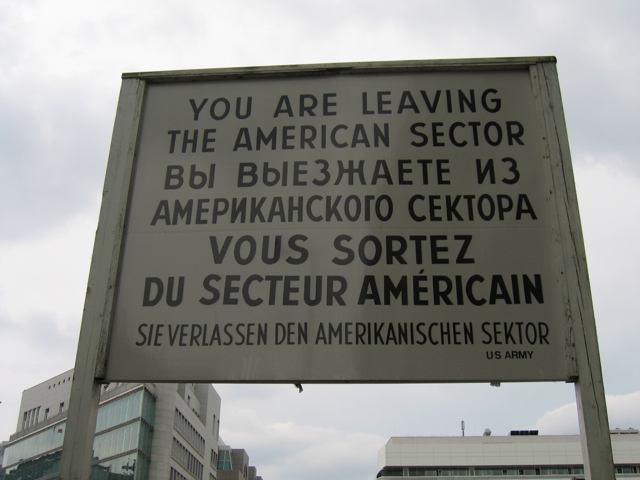 YOU ARE LEAVING
THE AMERICAN SECTOR
ВЫ ВЫЕЗЖАЕТЕ ИЗ
АМЕРИКАНСКОГО СЕКТОРА
VOUS SORTEZ
DU SECTEUR AMÉRICAIN
SIE VERLASSEN DEN AMERIKANISCHEN SEKTOR
US ARMY